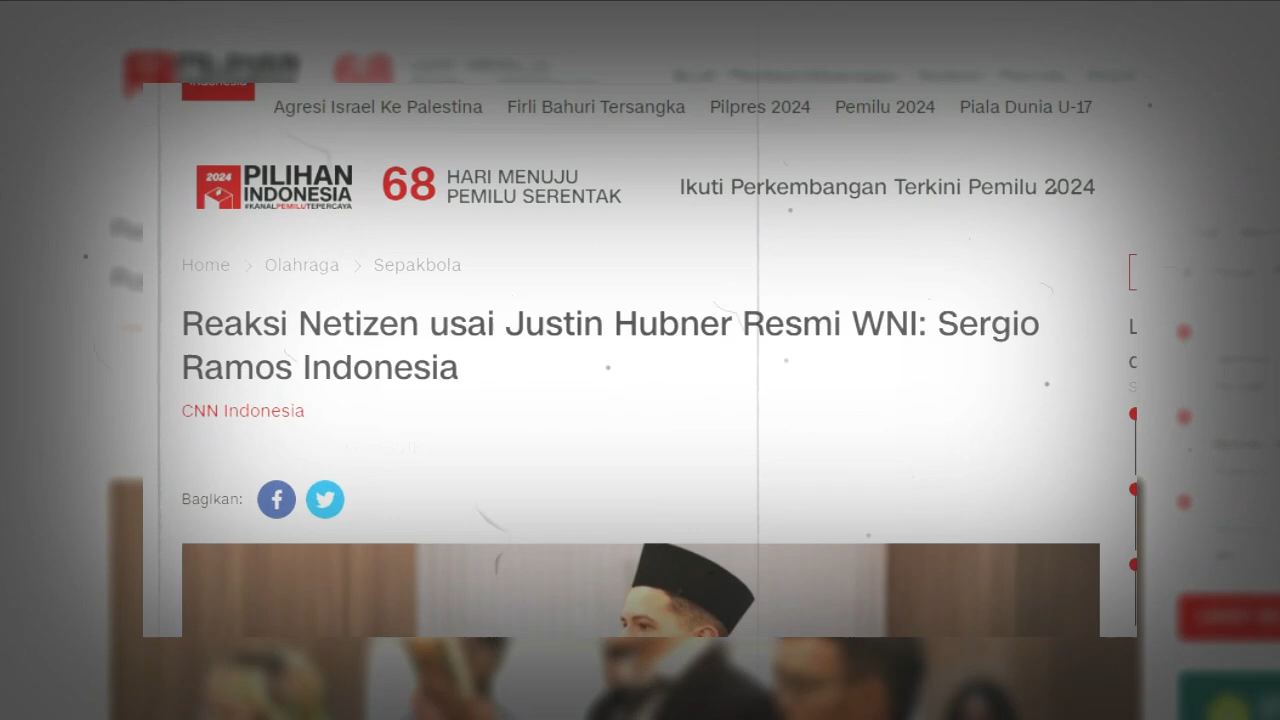 Agresi Israel Ke Palestina Firli Bahuri Tersangka Pilpres 2024 Pemilu 2024 Piala Dunia U-17
2024 PILIHAN
INDONESIA
#KANALPEMILUTEPERCAYA
68 HARI MENUJU
PEMILU SERENTAK
Ikuti Perkembangan Terkini Pemilu 2024
Home > Olahraga > Sepakbola
Reaksi Netizen usai Justin Hubner Resmi WNI: Sergio
Ramos Indonesia
CNN Indonesia
Bagikan: